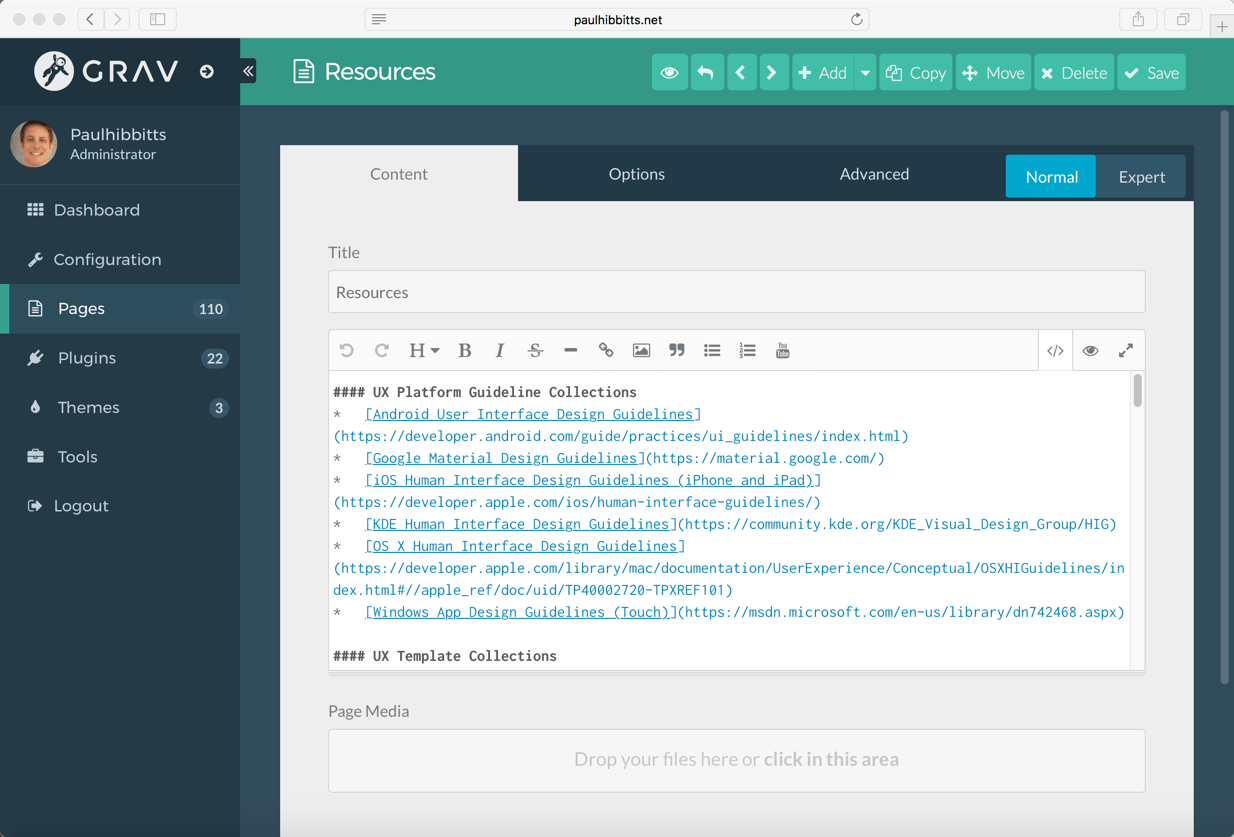 paulhibbitts.net
GRAV
Resources
Add
Copy
Move
Delete
Save
Paulhibbitts
Administrator
Dashboard
Configuration
Pages 110
Plugins 22
Themes 3
Tools
Logout
Content
Options
Advanced
Normal
Expert
Title
Resources
H B I S
You Tube
#### UX Platform Guideline Collections
* [Android User Interface Design Guidelines]
(https://developer.android.com/guide/practices/ui_guidelines/index.html)
* [Google Material Design Guidelines](https://material.google.com/)
* [iOS Human Interface Design Guidelines (iPhone and iPad)]
(https://developer.apple.com/ios/human-interface-guidelines/)
* [KDE Human Interface Design Guidelines](https://community.kde.org/KDE_Visual_Design_Group/HIG)
* [OS X Human Interface Design Guidelines]
(https://developer.apple.com/library/mac/documentation/UserExperience/Conceptual/OSXHIGuidelines/in
dex.html#//apple_ref/doc/uid/TP40002720-TPXREF101)
* [Windows App Design Guidelines (Touch)](https://msdn.microsoft.com/en-us/library/dn742468.aspx)
#### UX Template Collections
Page Media
Drop your files here or click in this area